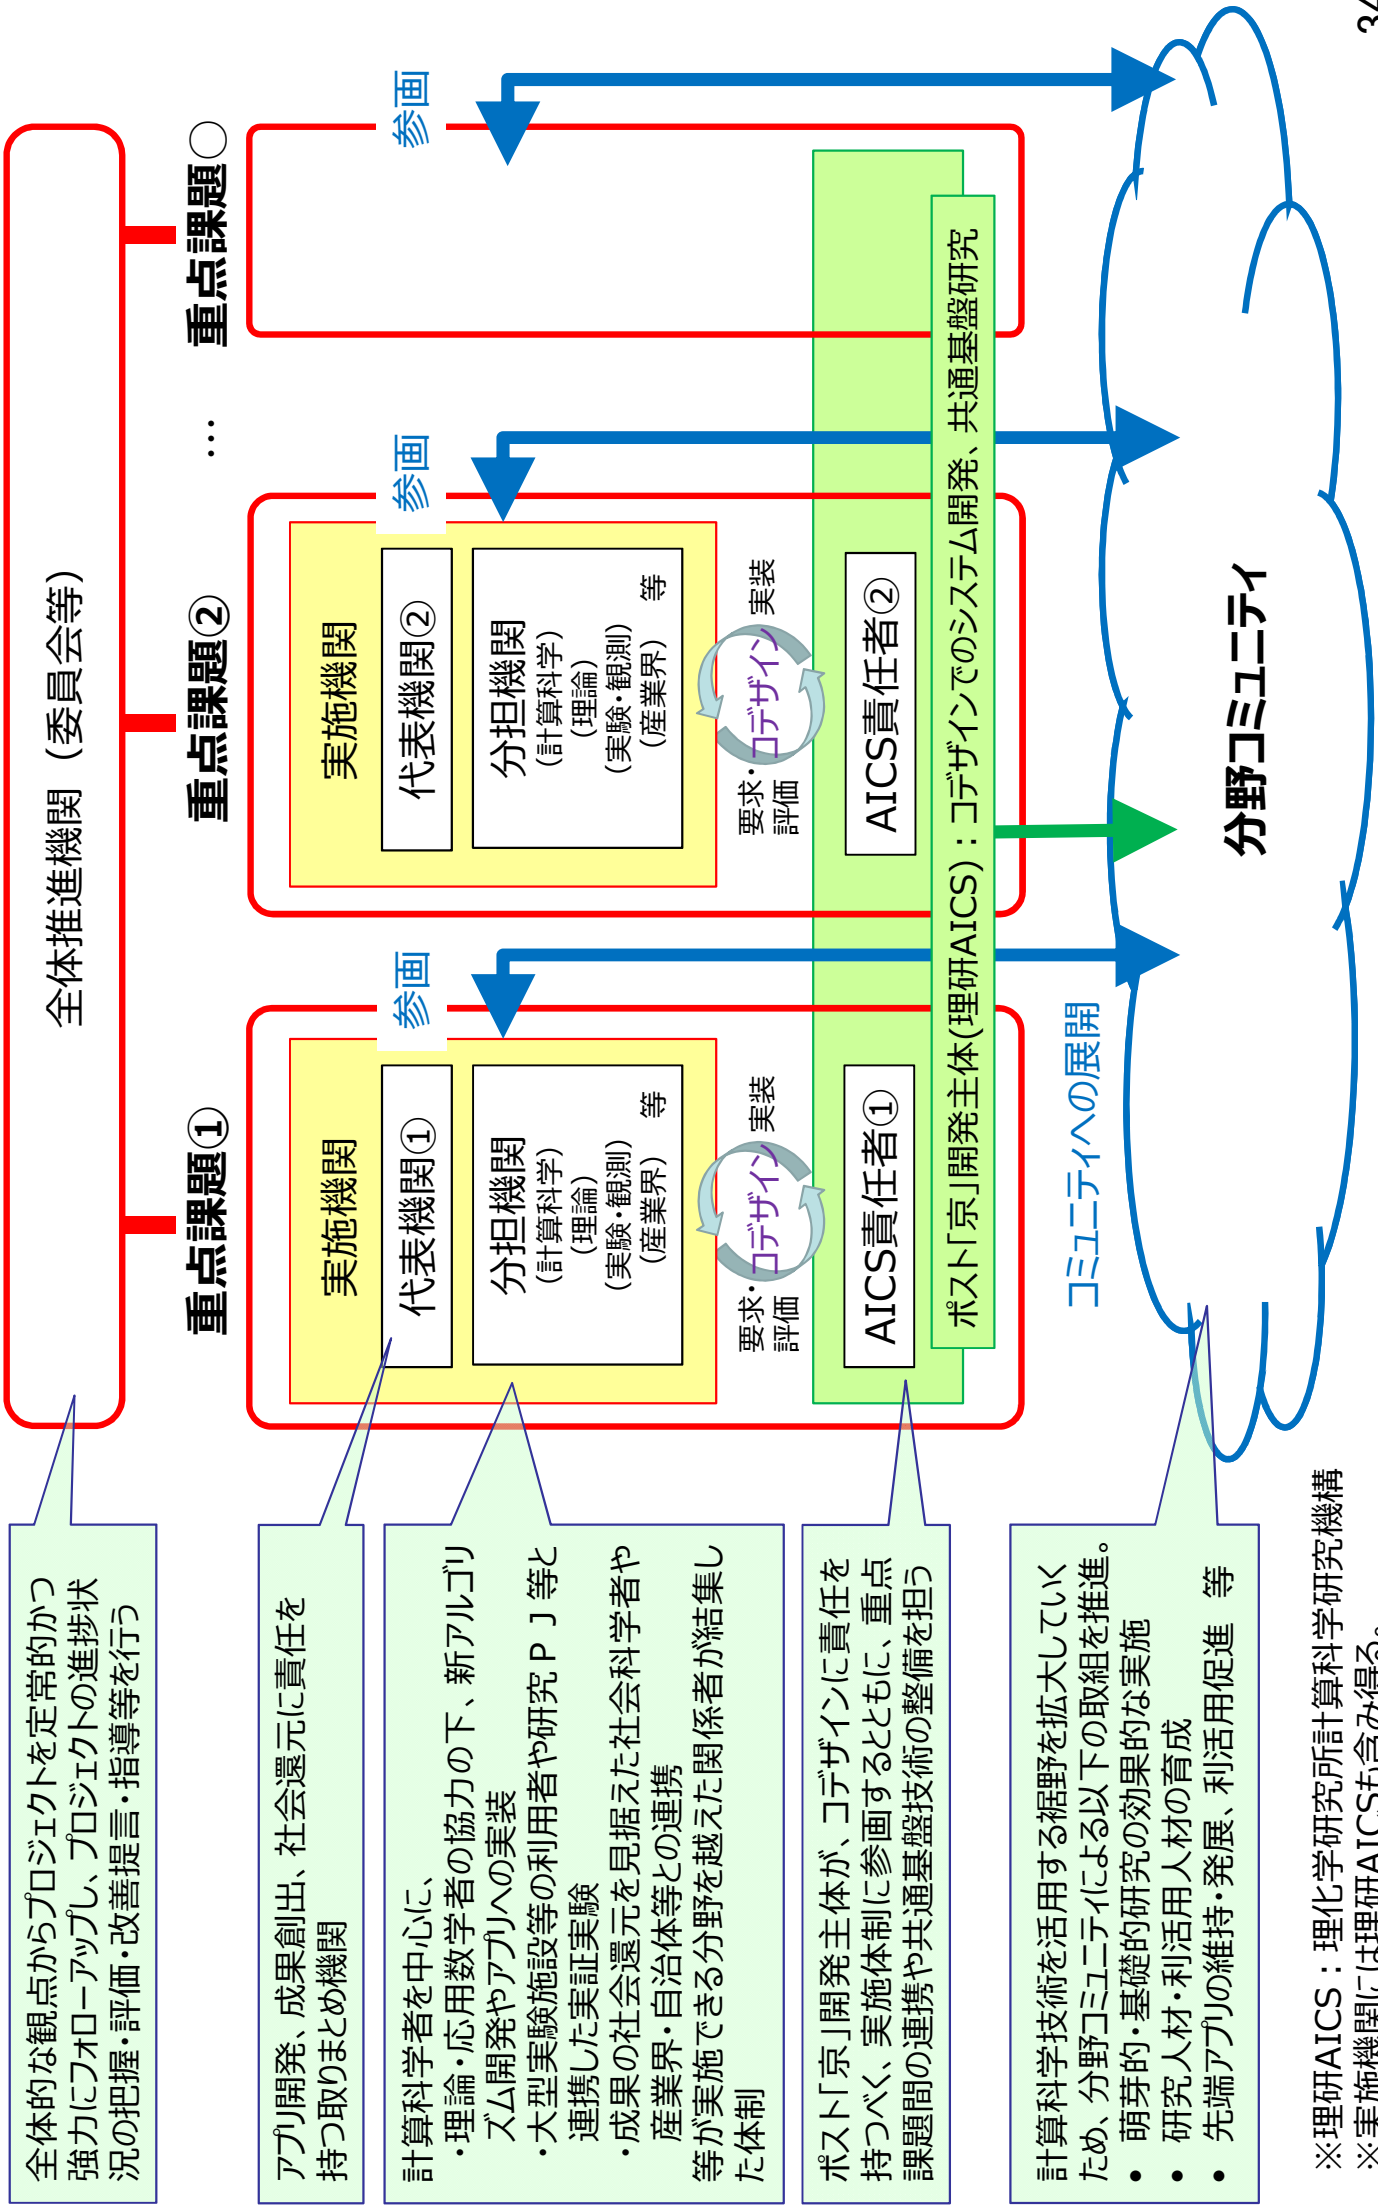 全体推進機関（委員会等）
全体的な観点からプロジェクトを定常的かつ
強力にフォローアップし、プロジェクトの進捗状
況の把握・評価・改善提言・指導等を行う
重点課題①
重点課題②
…
重点課題○
アプリ開発、成果創出、社会還元に責任を
持つ取りまとめ機関
計算科学者を中心に、
・理論・応用数学者の協力の下、新アルゴリ
ズム開発やアプリへの実装
・大型実験施設等の利用者や研究ＰＪ等と
連携した実証実験
・成果の社会還元を見据えた社会科学者や
産業界・自治体等との連携
等が実施できる分野を越えた関係者が結集し
た体制
実施機関
代表機関①
分担機関
（計算科学）
（理論）
（実験・観測）
（産業界）　等
参画
要求・
評価
コデザイン
実装
AICS責任者①
実施機関
代表機関②
分担機関
（計算科学）
（理論）
（実験・観測）
（産業界）　等
参画
要求・
評価
コデザイン
実装
AICS責任者②
参画
ポスト「京」開発主体が、コデザインに責任を
持つべく、実施体制に参画するとともに、重点
課題間の連携や共通基盤技術の整備を担う
ポスト「京」開発主体(理研AICS)：コデザインでのシステム開発、共通基盤研究
コミュニティへの展開
計算科学技術を活用する裾野を拡大していく
ため、分野コミュニティによる以下の取組を推進。
• 萌芽的・基礎的研究の効果的な実施
• 研究人材・利活用人材の育成
• 先端アプリの維持・発展、利活用促進　等
分野コミュニティ
※理研AICS：理化学研究所計算科学研究機構
※実施機関には理研AICSも含み得る。
34